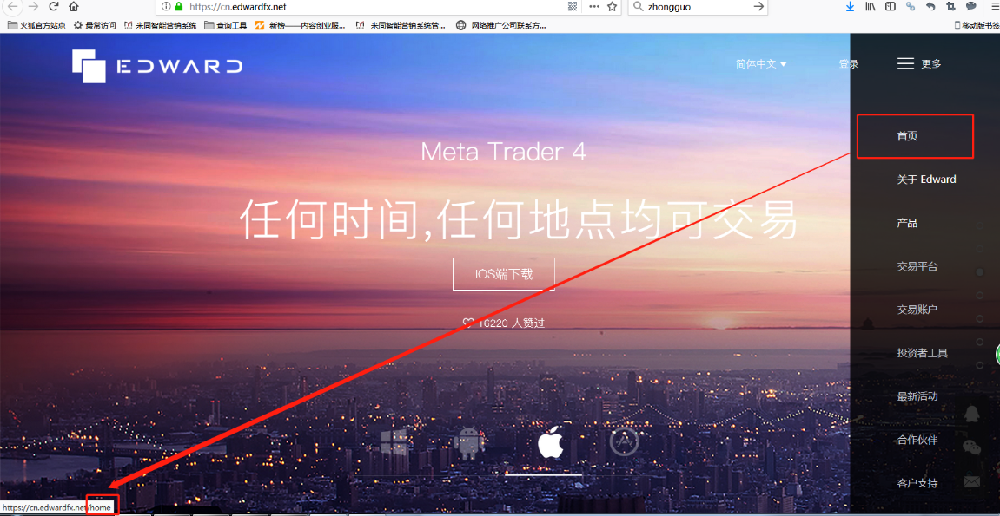 https://cn.edwardfx.net
zhongguo
火狐官方站点 最常访问 米同智能营销系统 查询工具 新榜——内容创业服... 米同智能营销系统管... 网络推广公司联系方... 移动版书签
EDWARD
简体中文 登录 更多
Meta Trader 4
任何时间,任何地点均可交易
IOS端下载
16220 人赞过
首页
关于 Edward
产品
交易平台
交易账户
投资者工具
最新活动
合作伙伴
客户支持
https://cn.edwardfx.net/home